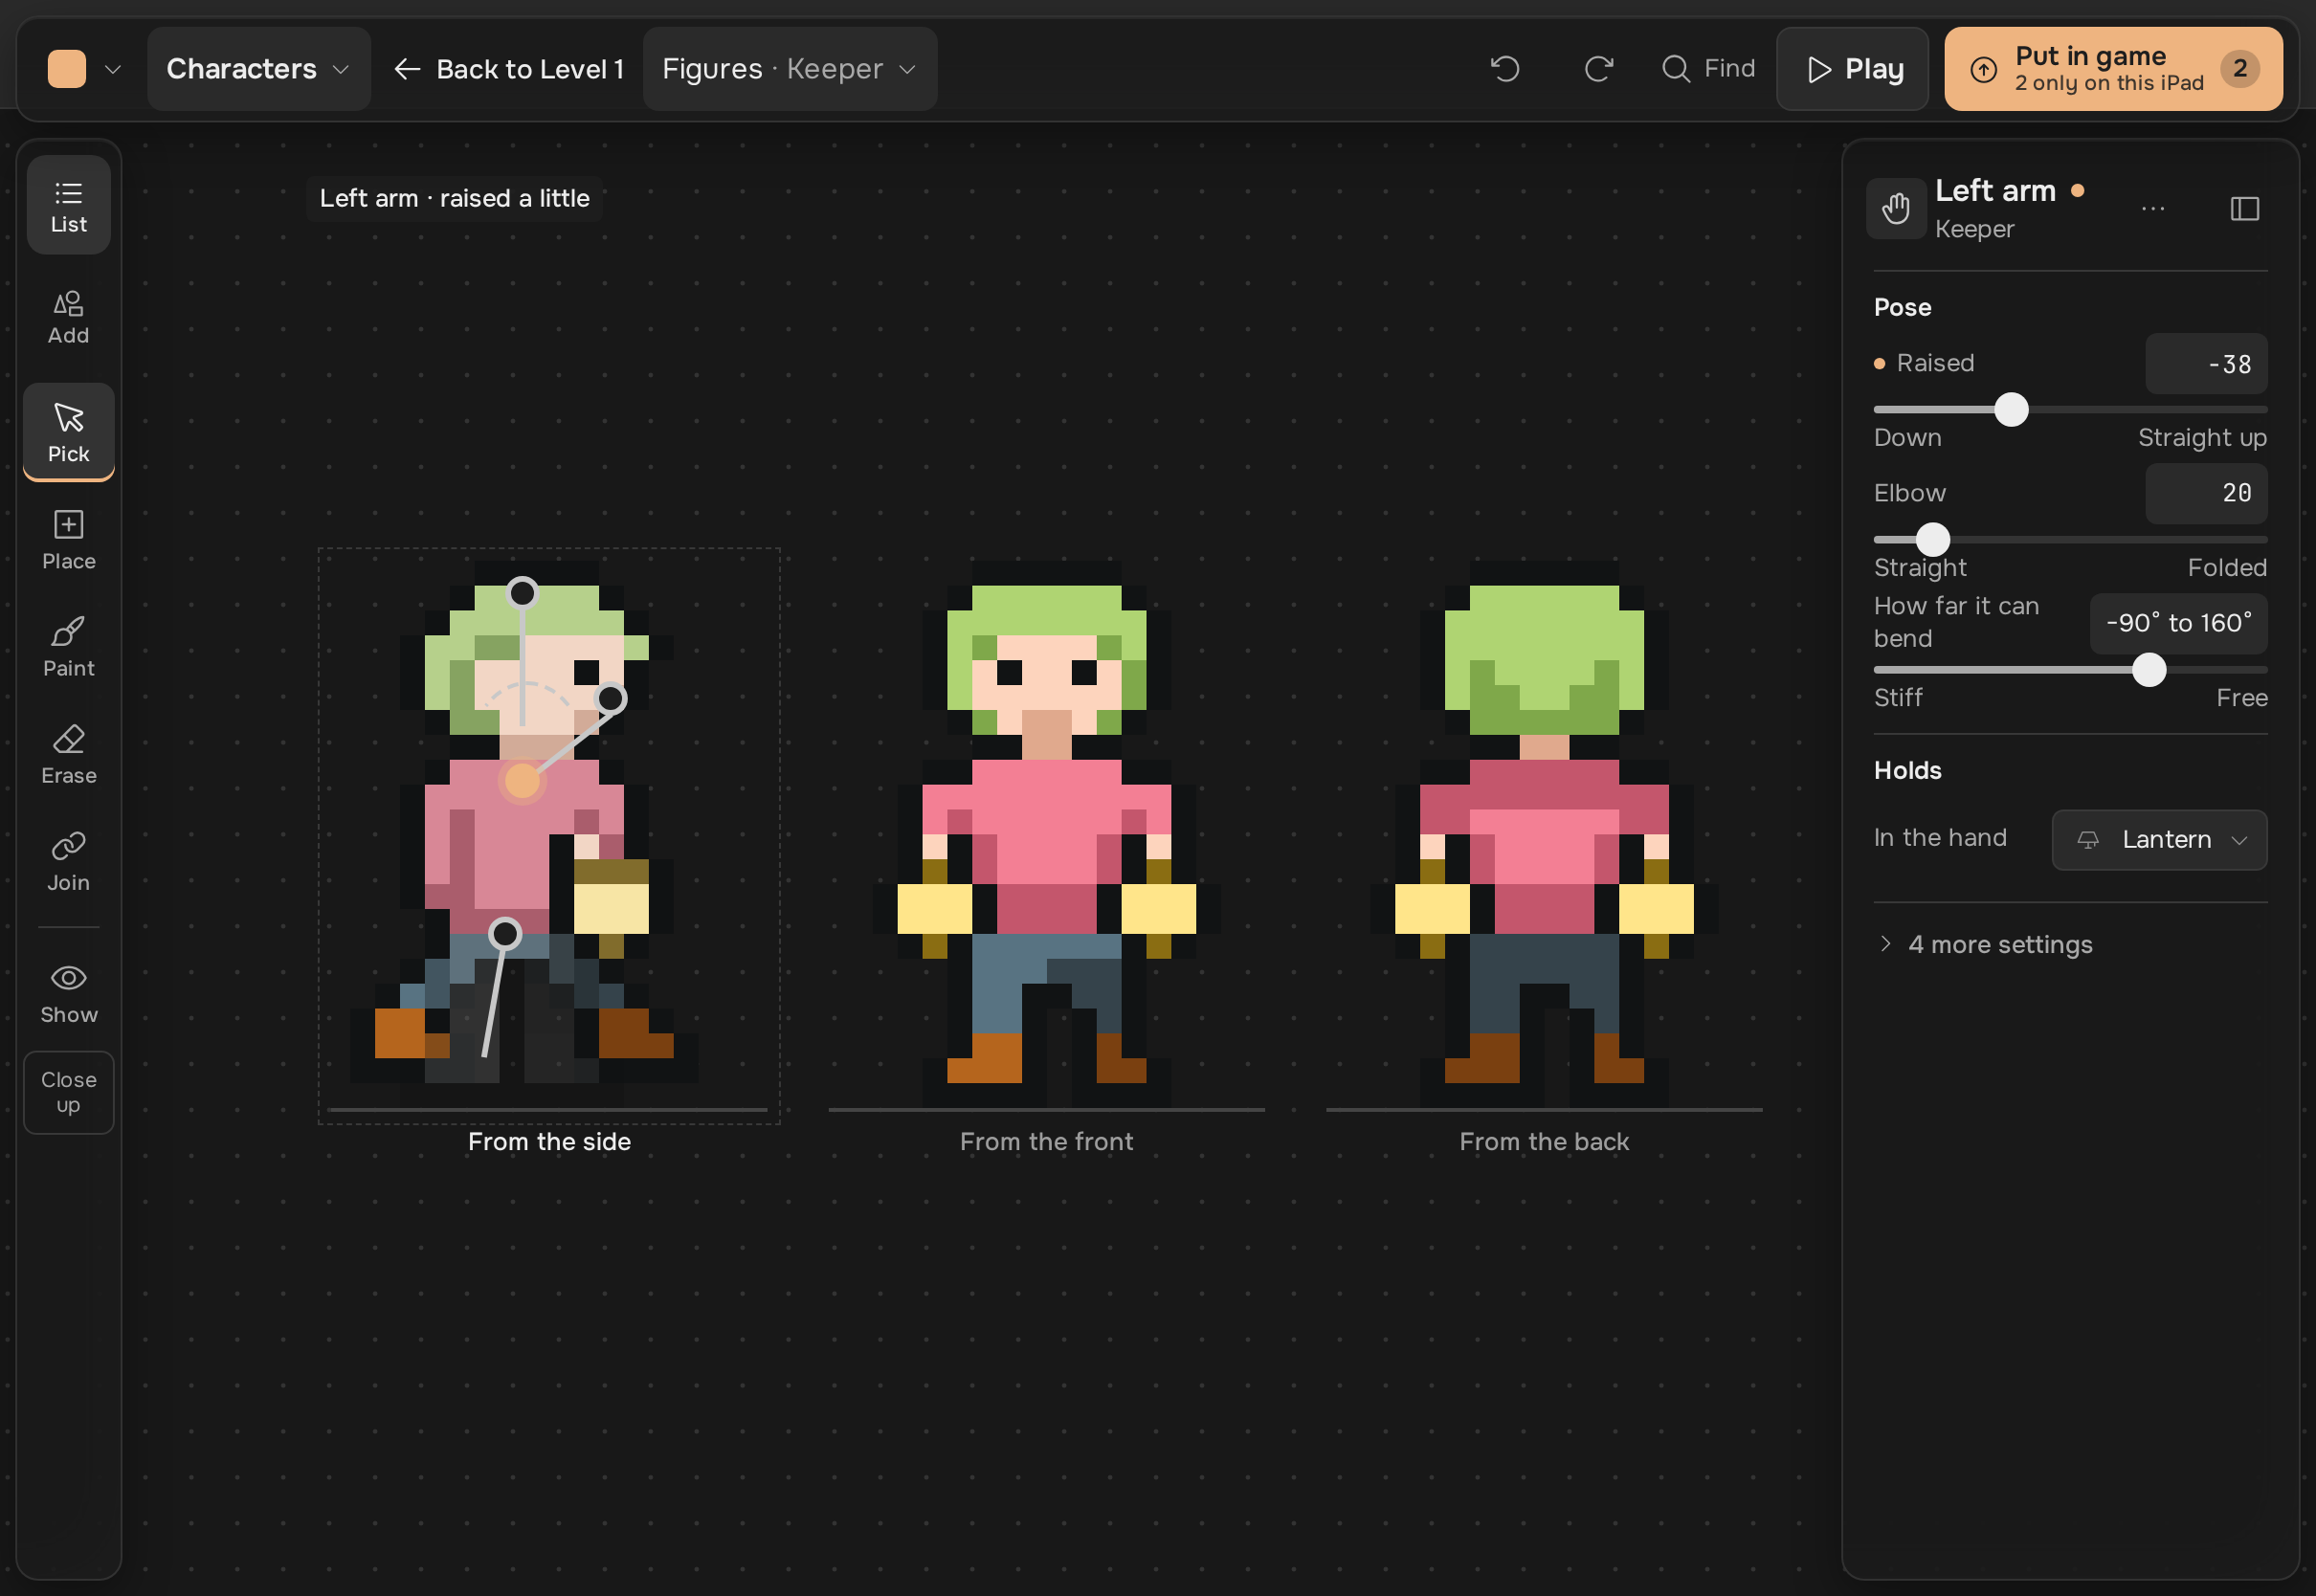 Characters
Back to Level 1
Figures · Keeper
Find
Play
Put in game
2 only on this iPad
2
List
Add
Pick
Place
Paint
Erase
Join
Show
Close
up
Left arm · raised a little
From the side
From the front
From the back
Left arm
Keeper
Pose
Raised
-38
Down
Straight up
Elbow
20
Straight
Folded
How far it can
bend
-90° to 160°
Stiff
Free
Holds
In the hand
Lantern
4 more settings